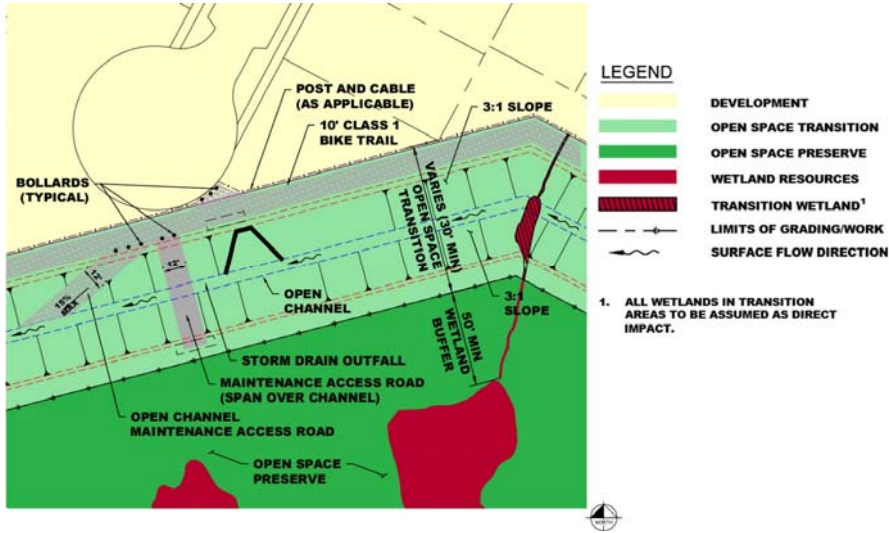 POST AND CABLE
(AS APPLICABLE)
3:1 SLOPE
10' CLASS 1
BIKE TRAIL
BOLLARDS
(TYPICAL)
VARIES (30' MIN)
OPEN SPACE
TRANSITION
12'
12'
15%
MAX
OPEN
CHANNEL
3:1
SLOPE
50' MIN
WETLAND
BUFFER
STORM DRAIN OUTFALL
MAINTENANCE ACCESS ROAD
(SPAN OVER CHANNEL)
OPEN CHANNEL
MAINTENANCE ACCESS ROAD
OPEN SPACE
PRESERVE
LEGEND
DEVELOPMENT
OPEN SPACE TRANSITION
OPEN SPACE PRESERVE
WETLAND RESOURCES
TRANSITION WETLAND¹
LIMITS OF GRADING/WORK
SURFACE FLOW DIRECTION
1. ALL WETLANDS IN TRANSITION
AREAS TO BE ASSUMED AS DIRECT
IMPACT.
NORTH